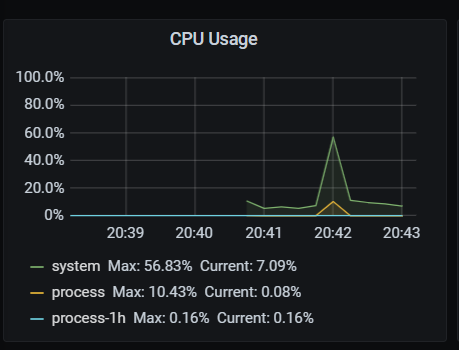 CPU Usage
100.0%
80.0%
60.0%
40.0%
20.0%
0%
20:39 20:40 20:41 20:42 20:43
system Max: 56.83% Current: 7.09%
process Max: 10.43% Current: 0.08%
process-1h Max: 0.16% Current: 0.16%